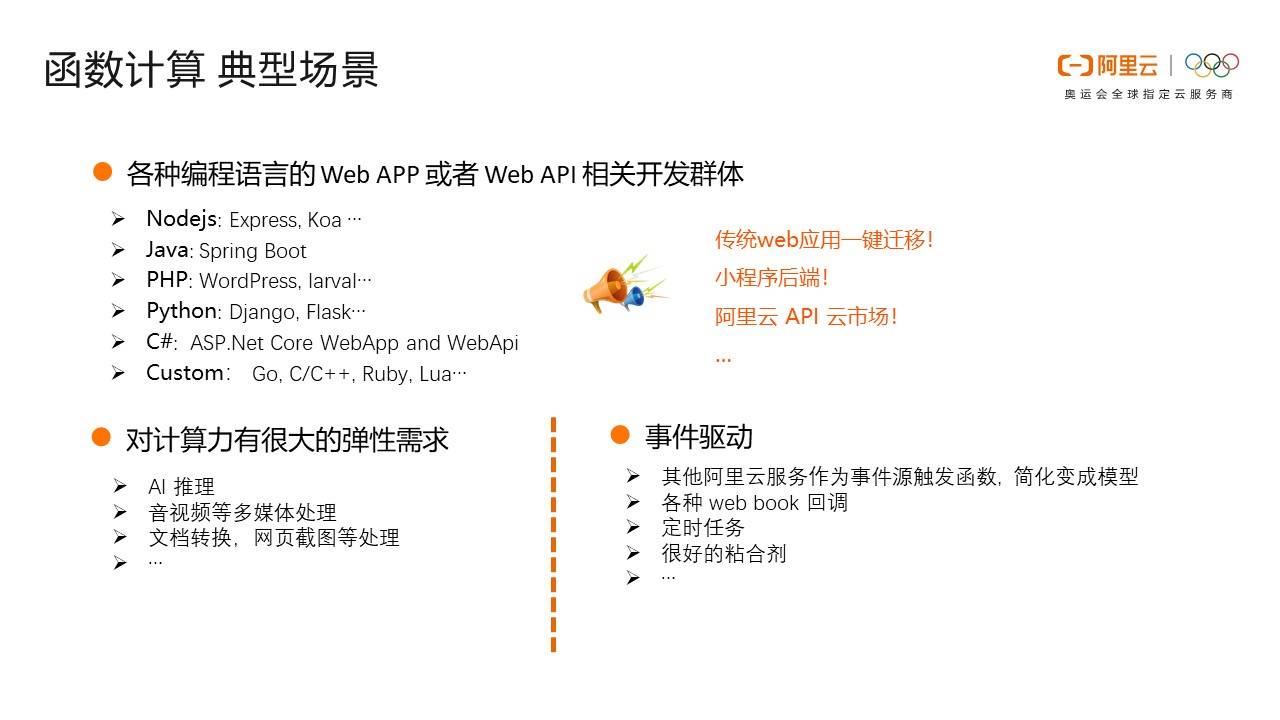 函数计算 典型场景
阿里云
奥运会全球指定云服务商
各种编程语言的 Web APP 或者 Web API 相关开发群体
Nodejs: Express, Koa …
Java: Spring Boot
PHP: WordPress, larval…
Python: Django, Flask…
C#: ASP.Net Core WebApp and WebApi
Custom： Go, C/C++, Ruby, Lua…
传统web应用一键迁移！
小程序后端！
阿里云 API 云市场！
…
对计算力有很大的弹性需求
AI 推理
音视频等多媒体处理
文档转换，网页截图等处理
…
事件驱动
其他阿里云服务作为事件源触发函数, 简化变成模型
各种 web book 回调
定时任务
很好的粘合剂
…